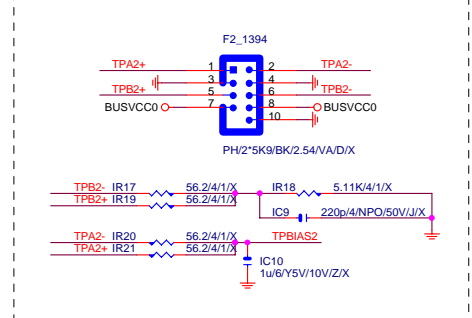 F2_1394
TPA2+ 1 2 TPA2-
3 4
TPB2+ 5 6 TPB2-
BUSVCC0 7 8 BUSVCC0
10
PH/2*5K9/BK/2.54/VA/D/X
TPB2- IR17 56.2/4/1/X IR18 5.11K/4/1/X
TPB2+ IR19 56.2/4/1/X
IC9 220p/4/NPO/50V/J/X
TPA2- IR20 56.2/4/1/X TPBIAS2
TPA2+ IR21 56.2/4/1/X
IC10
1u/6/Y5V/10V/Z/X